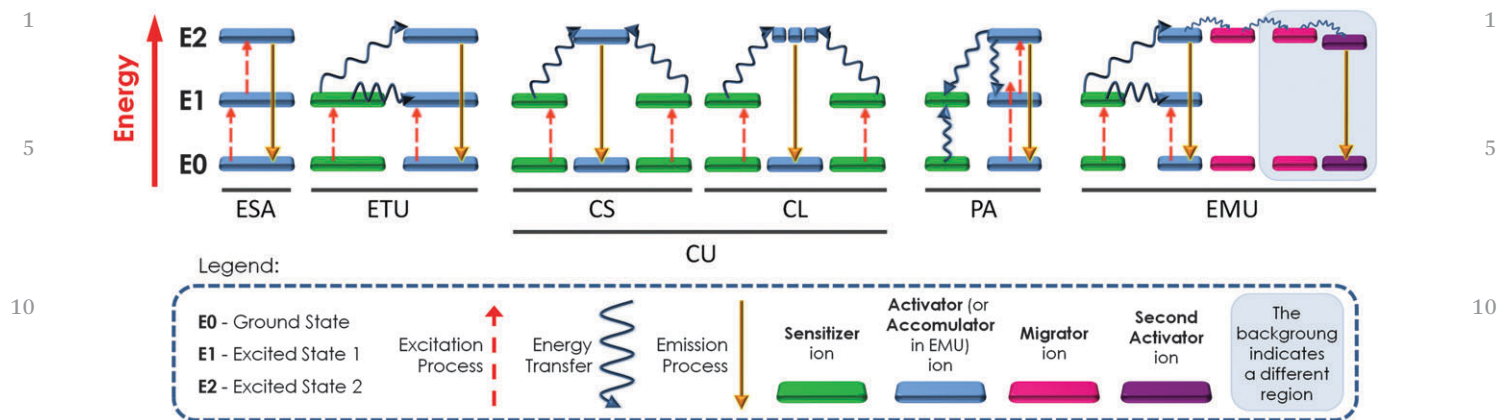 1
1
E2
E1
Energy
5
E0
5
ESA
ETU
CS
CL
PA
EMU
CU
Legend:
10
10
E0 - Ground State
E1 - Excited State 1
E2 - Excited State 2
Excitation
Process
Energy
Transfer
Emission
Process
Sensitizer
ion
Activator (or
Accomulator
in EMU)
ion
Migrator
ion
Second
Activator
ion
The
backgroung
indicates
a different
region